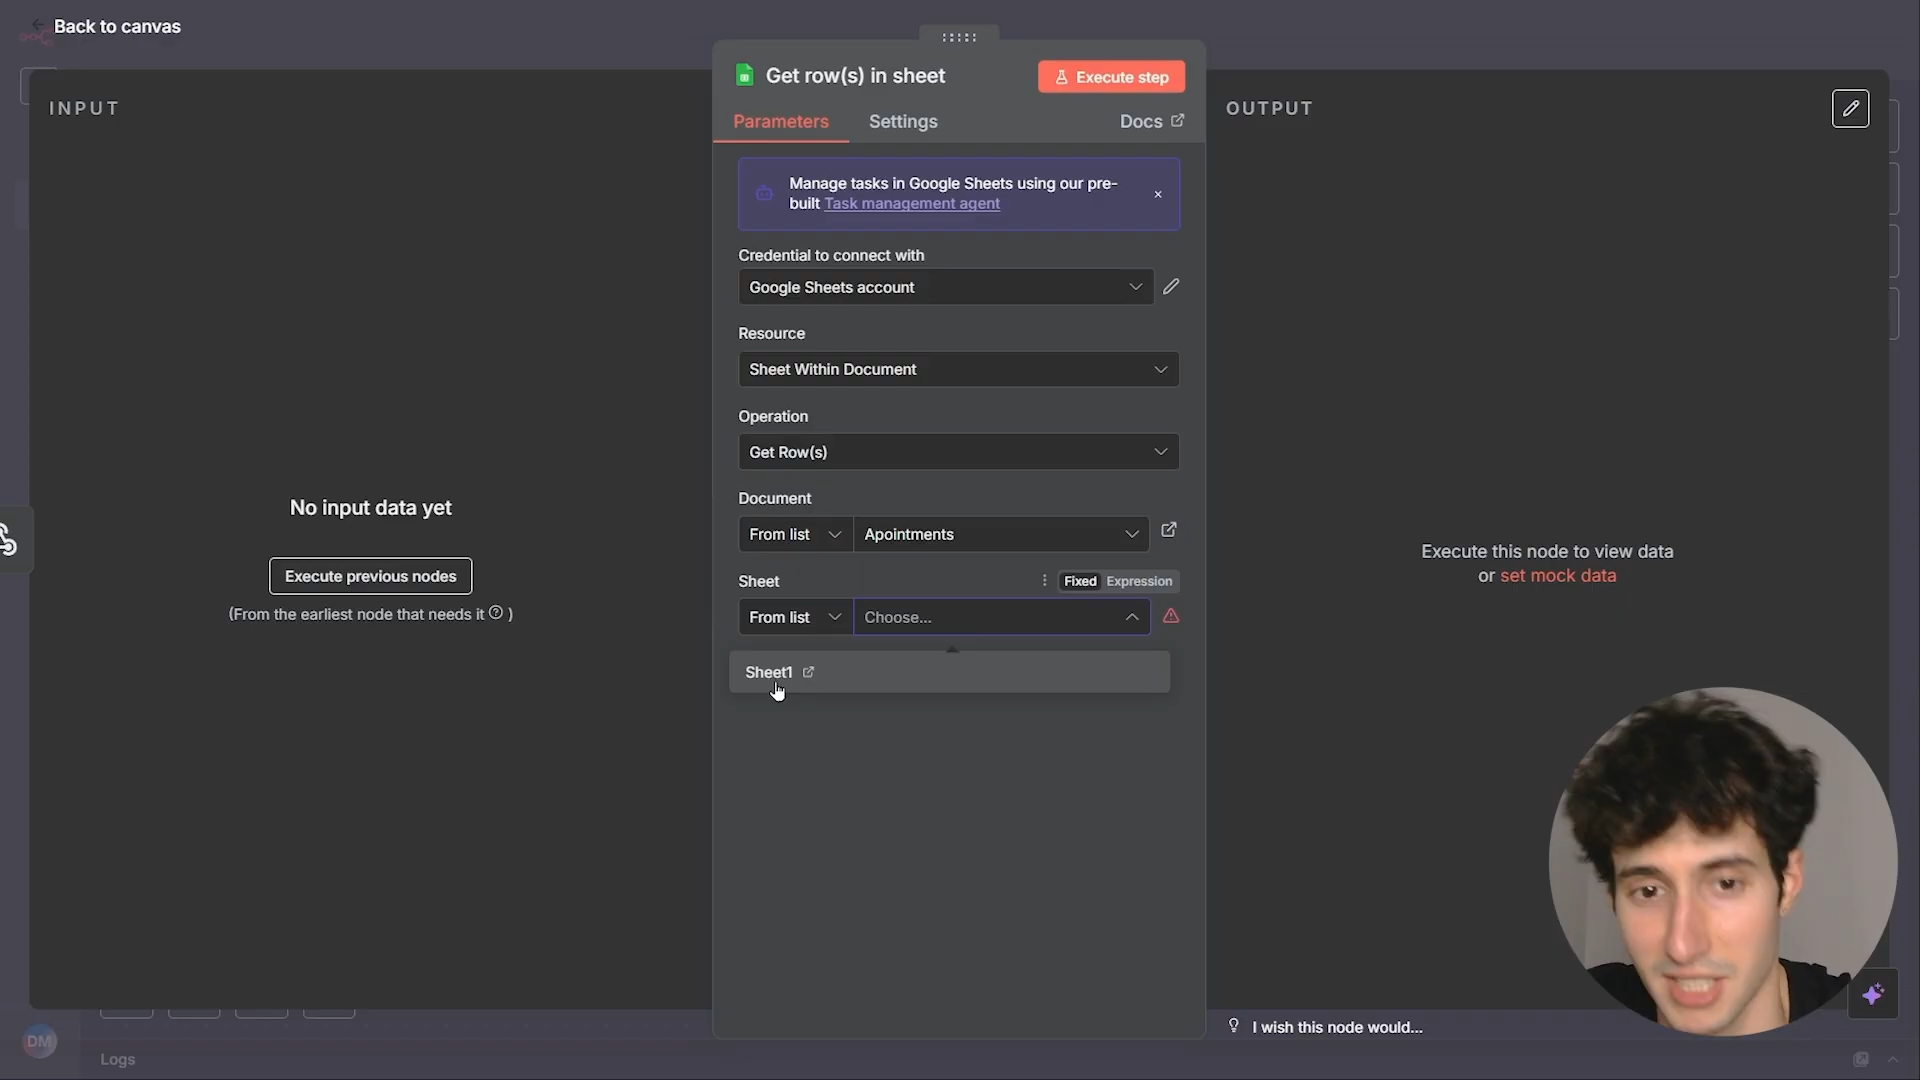 Back to canvas
INPUT
No input data yet
Execute previous nodes
(From the earliest node that needs it ? )
Get row(s) in sheet
Execute step
Parameters
Settings
Docs
Manage tasks in Google Sheets using our pre-
built Task management agent
×
Credential to connect with
Google Sheets account
Resource
Sheet Within Document
Operation
Get Row(s)
Document
From list
Apointments
Sheet
Fixed
Expression
From list
Choose...
Sheet1
OUTPUT
Execute this node to view data
or set mock data
I wish this node would...
DM
Logs